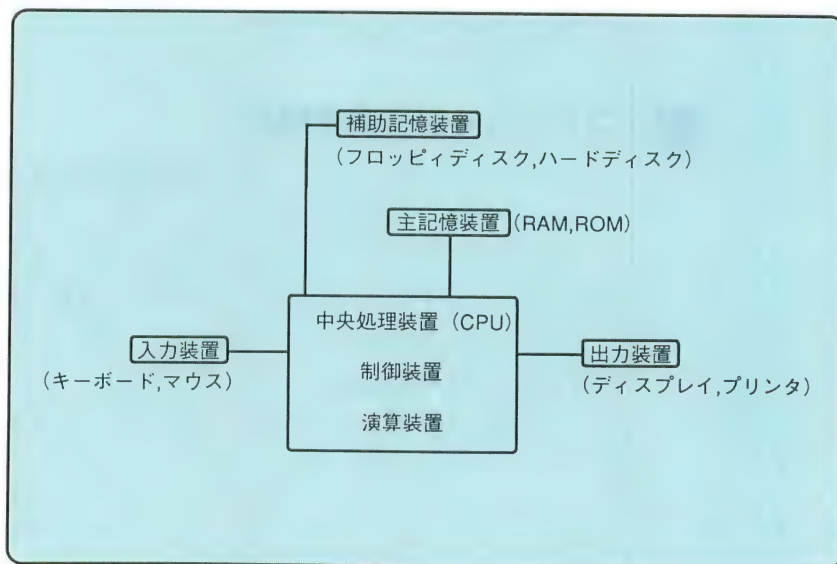 補助記憶装置
(フロッピィディスク,ハードディスク)
主記憶装置 (RAM,ROM)
中央処理装置 (CPU)
制御装置
演算装置
入力装置
(キーボード,マウス)
出力装置
(ディスプレイ,プリンタ)